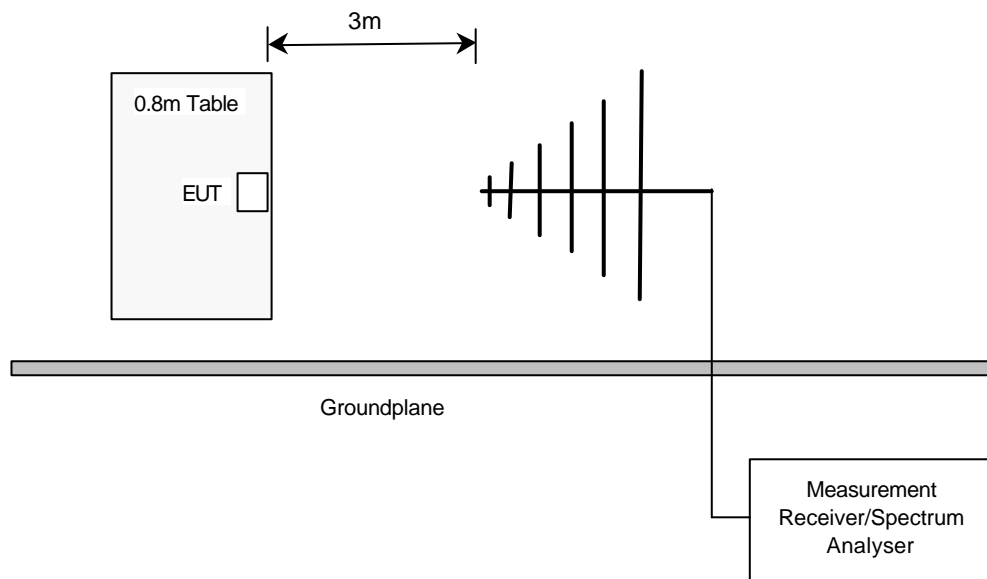 3m
0.8m Table
EUT
Groundplane
Measurement
Receiver/Spectrum
Analyser